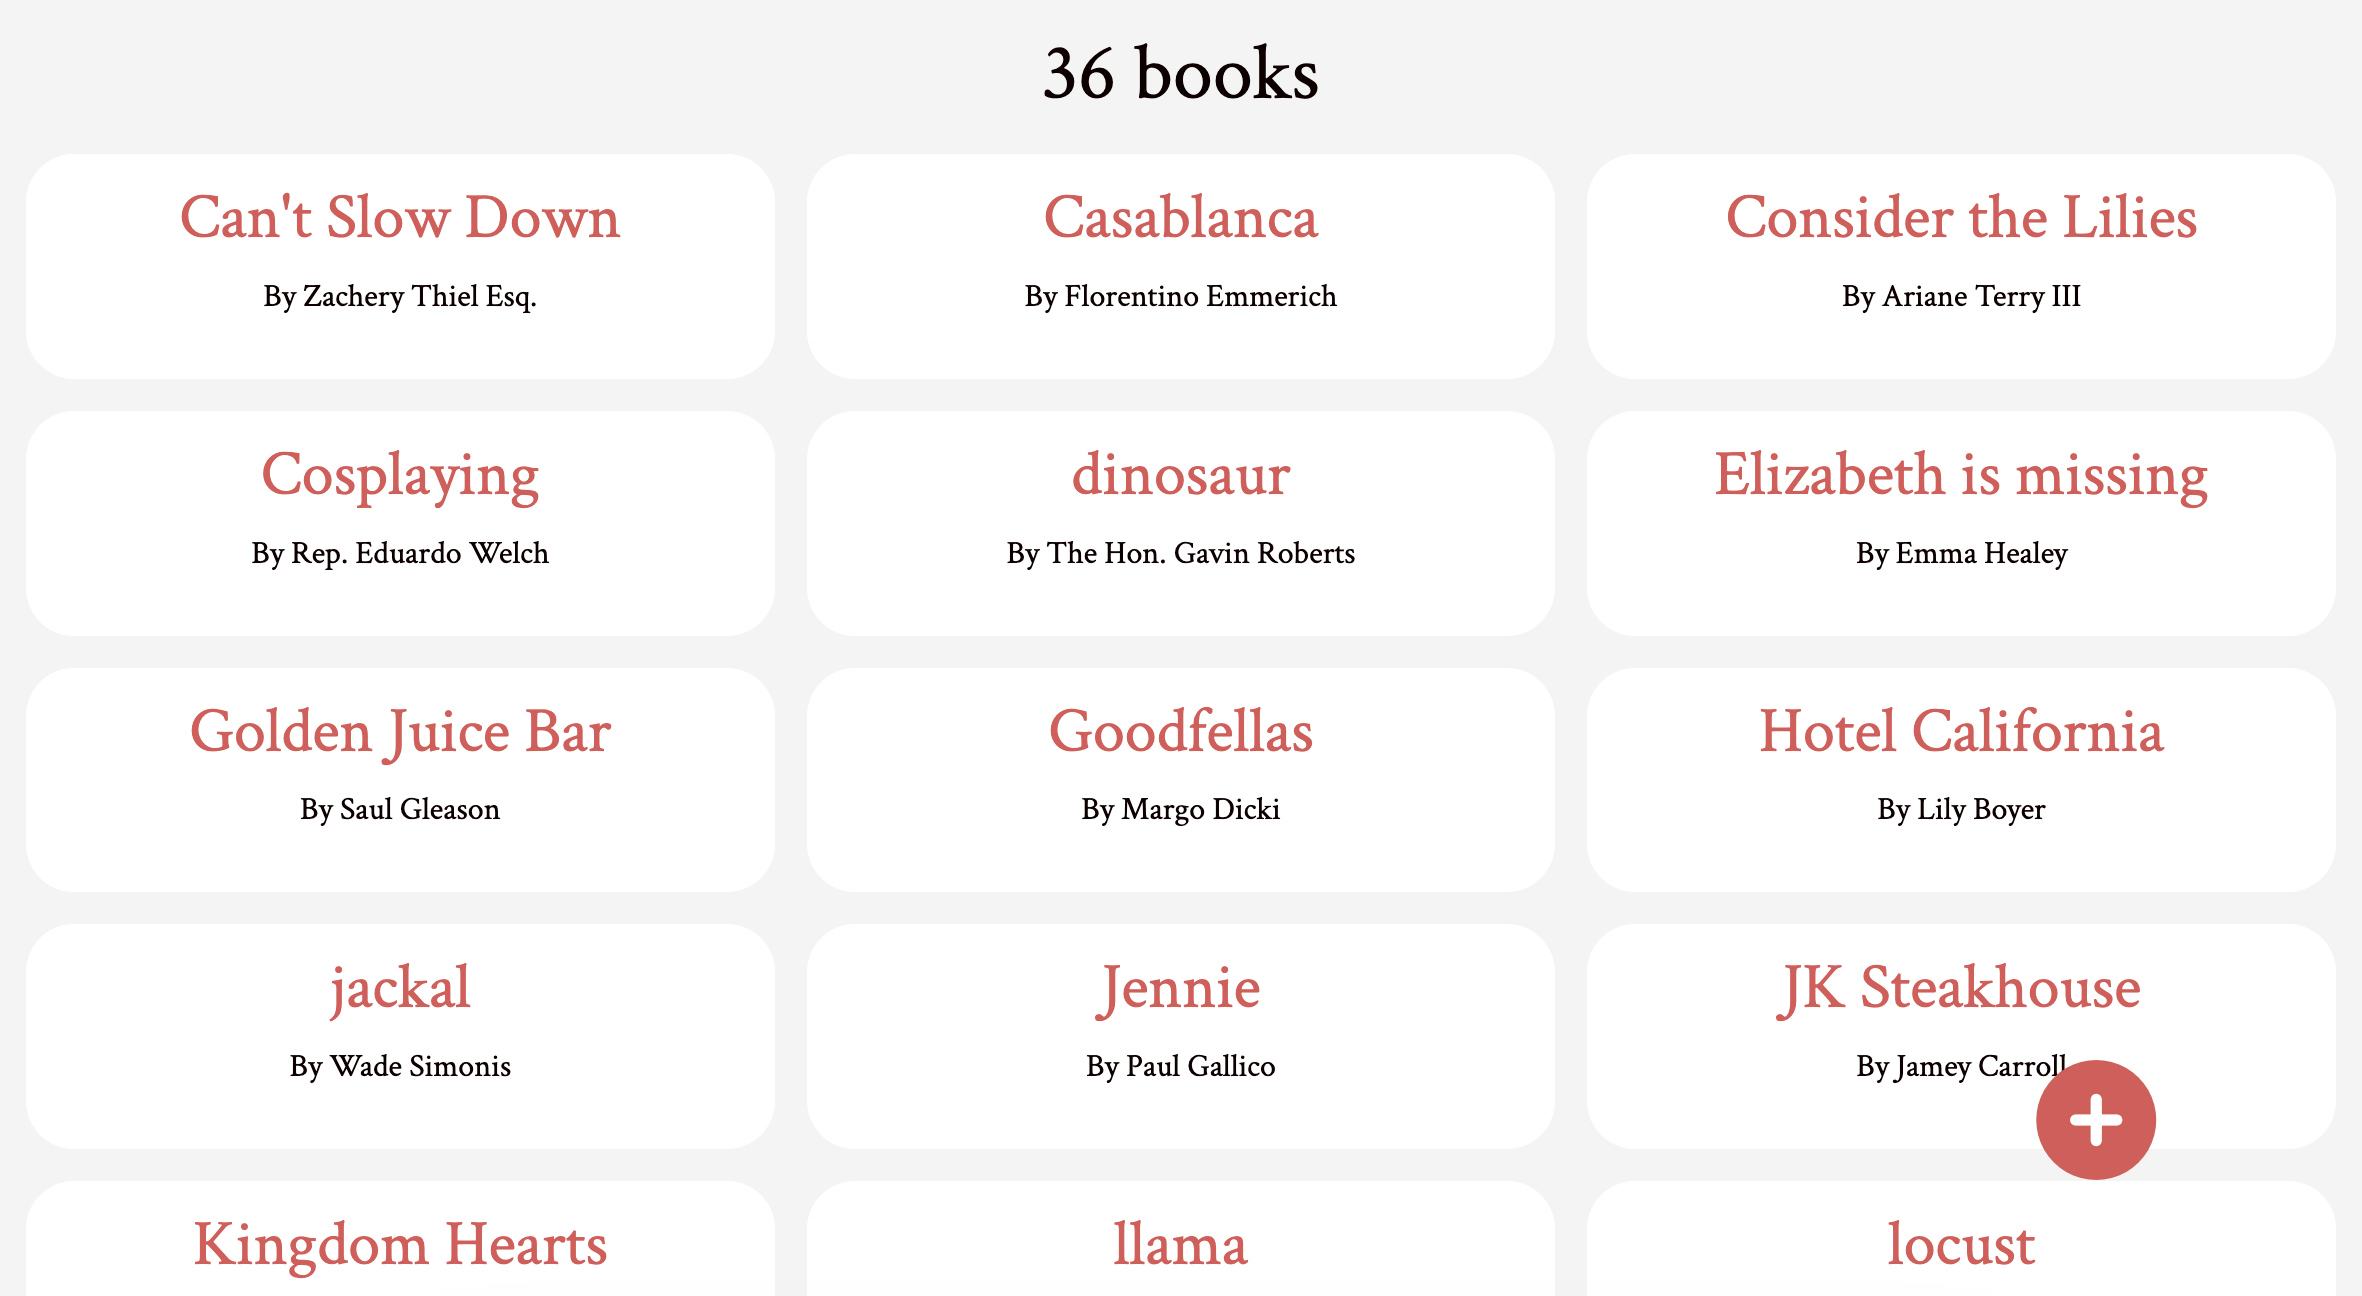 36 books
Can't Slow Down
By Zachery Thiel Esq.
Casablanca
By Florentino Emmerich
Consider the Lilies
By Ariane Terry III
Cosplaying
By Rep. Eduardo Welch
dinosaur
By The Hon. Gavin Roberts
Elizabeth is missing
By Emma Healey
Golden Juice Bar
By Saul Gleason
Goodfellas
By Margo Dicki
Hotel California
By Lily Boyer
jackal
By Wade Simonis
Jennie
By Paul Gallico
JK Steakhouse
By Jamey Carroll
Kingdom Hearts
llama
locust